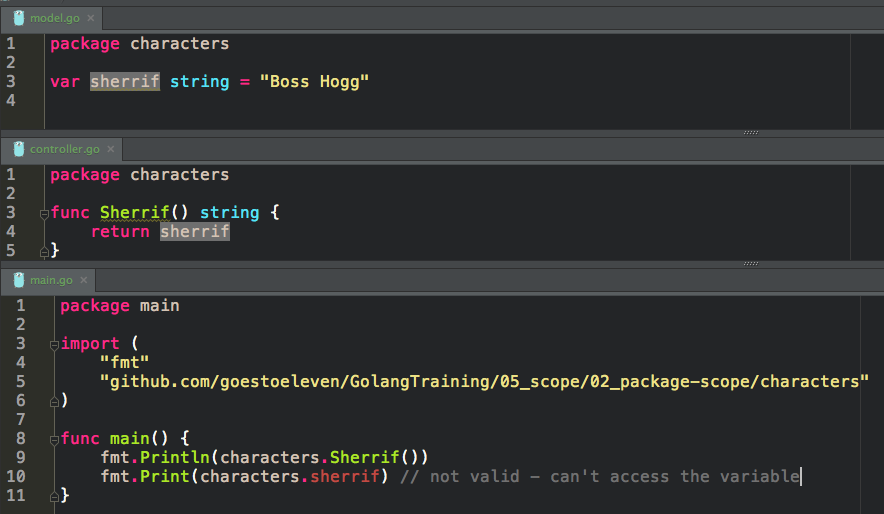 model.go ×
1 package characters
2
3 var sherrif string = "Boss Hogg"
4
controller.go ×
1 package characters
2
3 func Sherrif() string {
4     return sherrif
5 }
main.go ×
1 package main
2
3 import (
4     "fmt"
5     "github.com/goestoeleven/GolangTraining/05_scope/02_package-scope/characters"
6 )
7
8 func main() {
9     fmt.Println(characters.Sherrif())
10     fmt.Print(characters.sherrif) // not valid – can't access the variable
11 }